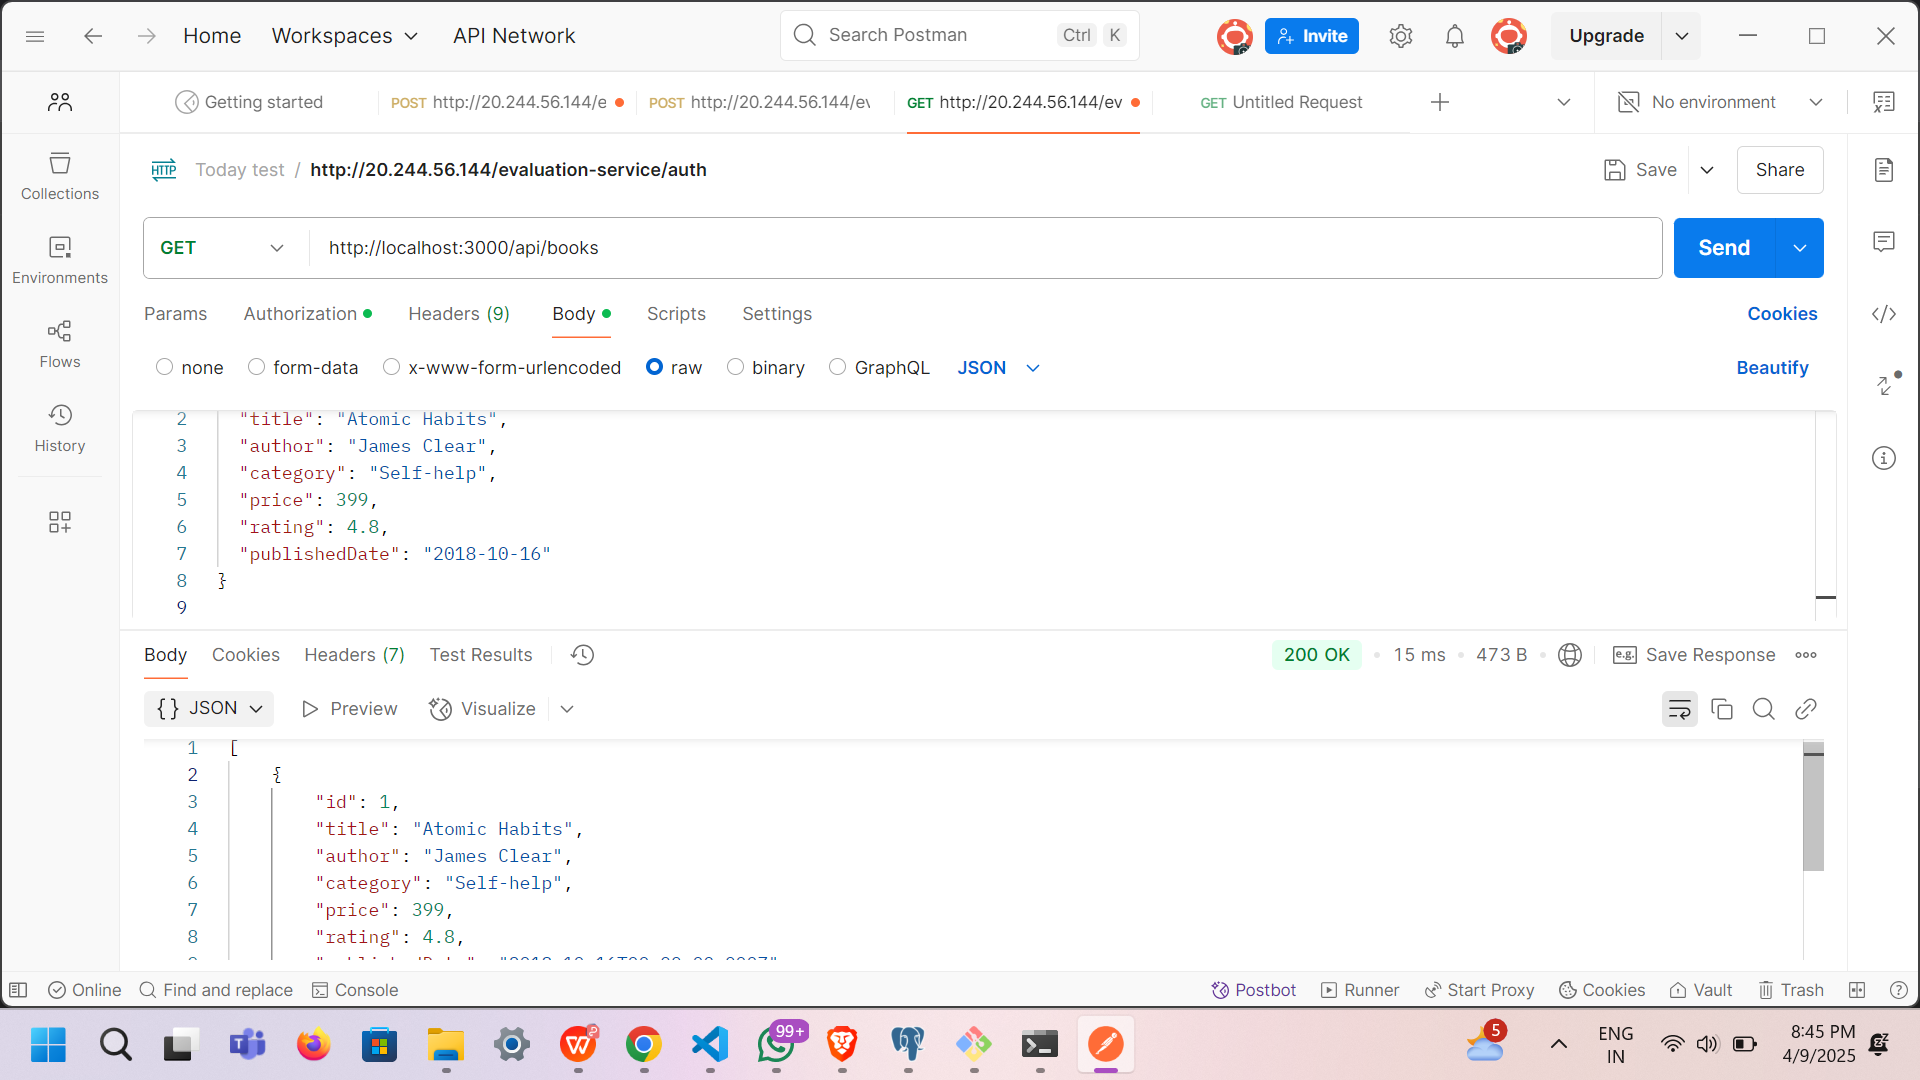 Home Workspaces API Network Search Postman Ctrl K Invite Upgrade
Getting started POST http://20.244.56.144/e POST http://20.244.56.144/ev GET http://20.244.56.144/ev GET Untitled Request No environment
HTTP Today test / http://20.244.56.144/evaluation-service/auth Save Share
GET http://localhost:3000/api/books Send
Params Authorization Headers (9) Body Scripts Settings Cookies
none form-data x-www-form-urlencoded raw binary GraphQL JSON Beautify
Collections
Environments
Flows
History
2 "title": "Atomic Habits",
3 "author": "James Clear",
4 "category": "Self-help",
5 "price": 399,
6 "rating": 4.8,
7 "publishedDate": "2018-10-16"
8 }
9
Body Cookies Headers (7) Test Results 200 OK 15 ms 473 B e.g. Save Response
{} JSON Preview Visualize
1 [
2 {
3 "id": 1,
4 "title": "Atomic Habits",
5 "author": "James Clear",
6 "category": "Self-help",
7 "price": 399,
8 "rating": 4.8,
Online Find and replace Console Postbot Runner Start Proxy Cookies Vault Trash
99+ 5 ENG IN 8:45 PM
4/9/2025